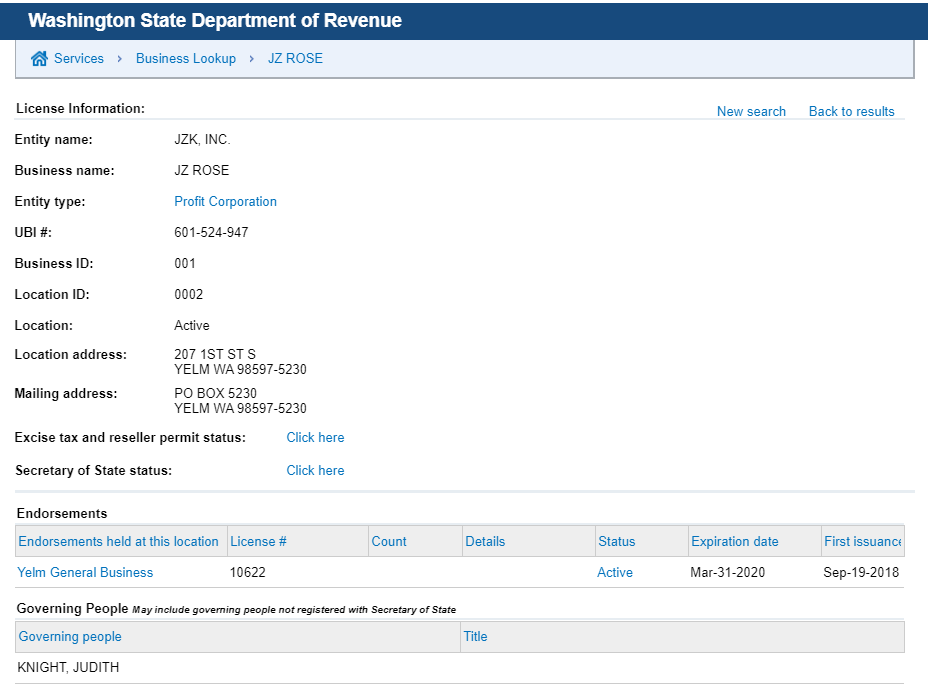 Washington State Department of Revenue
Services › Business Lookup › JZ ROSE
License Information:
New search Back to results
Entity name: JZK, INC.
Business name: JZ ROSE
Entity type: Profit Corporation
UBI #: 601-524-947
Business ID: 001
Location ID: 0002
Location: Active
Location address: 207 1ST ST S
YELM WA 98597-5230
Mailing address: PO BOX 5230
YELM WA 98597-5230
Excise tax and reseller permit status: Click here
Secretary of State status: Click here
Endorsements
Endorsements held at this location License # Count Details Status Expiration date First issuance
Yelm General Business 10622 Active Mar-31-2020 Sep-19-2018
Governing People May include governing people not registered with Secretary of State
Governing people Title
KNIGHT, JUDITH